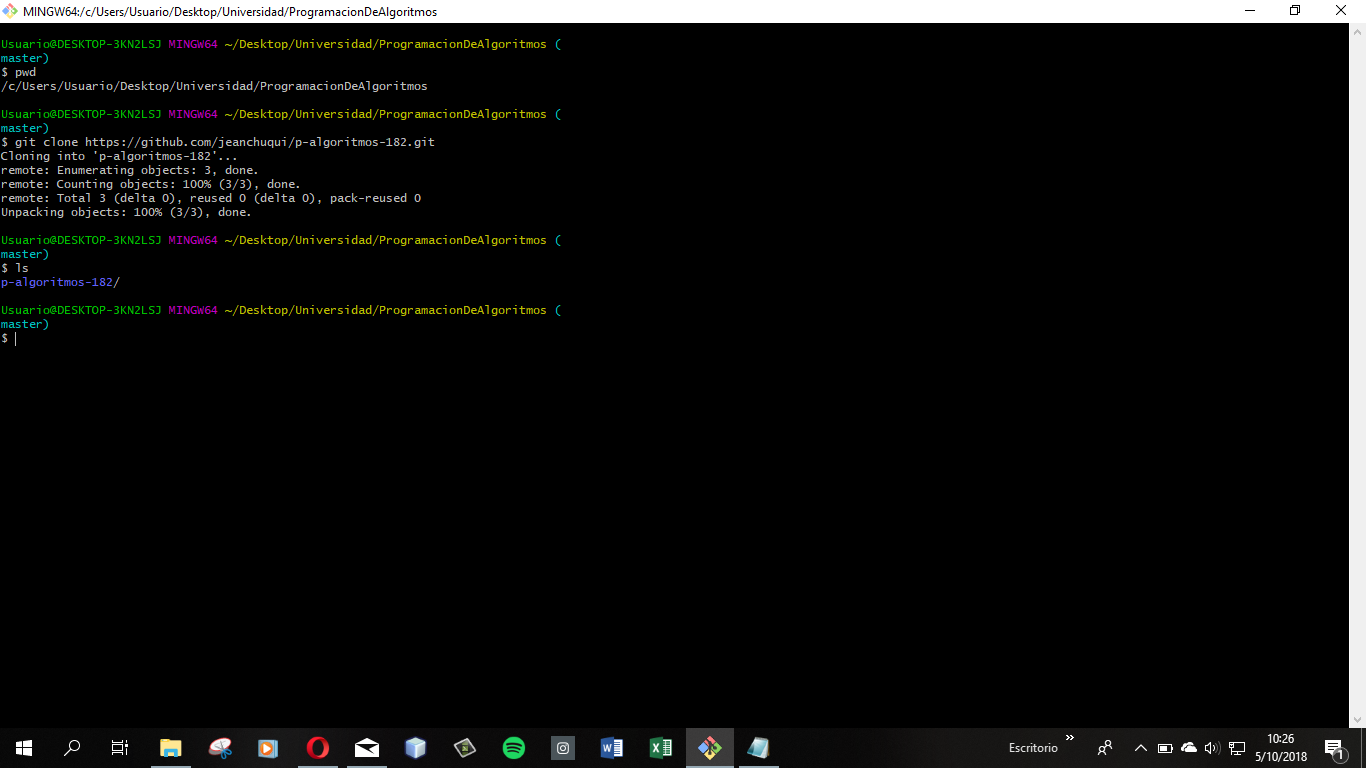 MINGW64:/c/Users/Usuario/Desktop/Universidad/ProgramacionDeAlgoritmos
Usuario@DESKTOP-3KN2LSJ MINGW64 ~/Desktop/Universidad/ProgramacionDeAlgoritmos (
master)
$ pwd
/c/Users/Usuario/Desktop/Universidad/ProgramacionDeAlgoritmos
Usuario@DESKTOP-3KN2LSJ MINGW64 ~/Desktop/Universidad/ProgramacionDeAlgoritmos (
master)
$ git clone https://github.com/jeanchuqui/p-algoritmos-182.git
Cloning into 'p-algoritmos-182'...
remote: Enumerating objects: 3, done.
remote: Counting objects: 100% (3/3), done.
remote: Total 3 (delta 0), reused 0 (delta 0), pack-reused 0
Unpacking objects: 100% (3/3), done.
Usuario@DESKTOP-3KN2LSJ MINGW64 ~/Desktop/Universidad/ProgramacionDeAlgoritmos (
master)
$ ls
p-algoritmos-182/
Usuario@DESKTOP-3KN2LSJ MINGW64 ~/Desktop/Universidad/ProgramacionDeAlgoritmos (
master)
$
Escritorio
10:26
5/10/2018
1